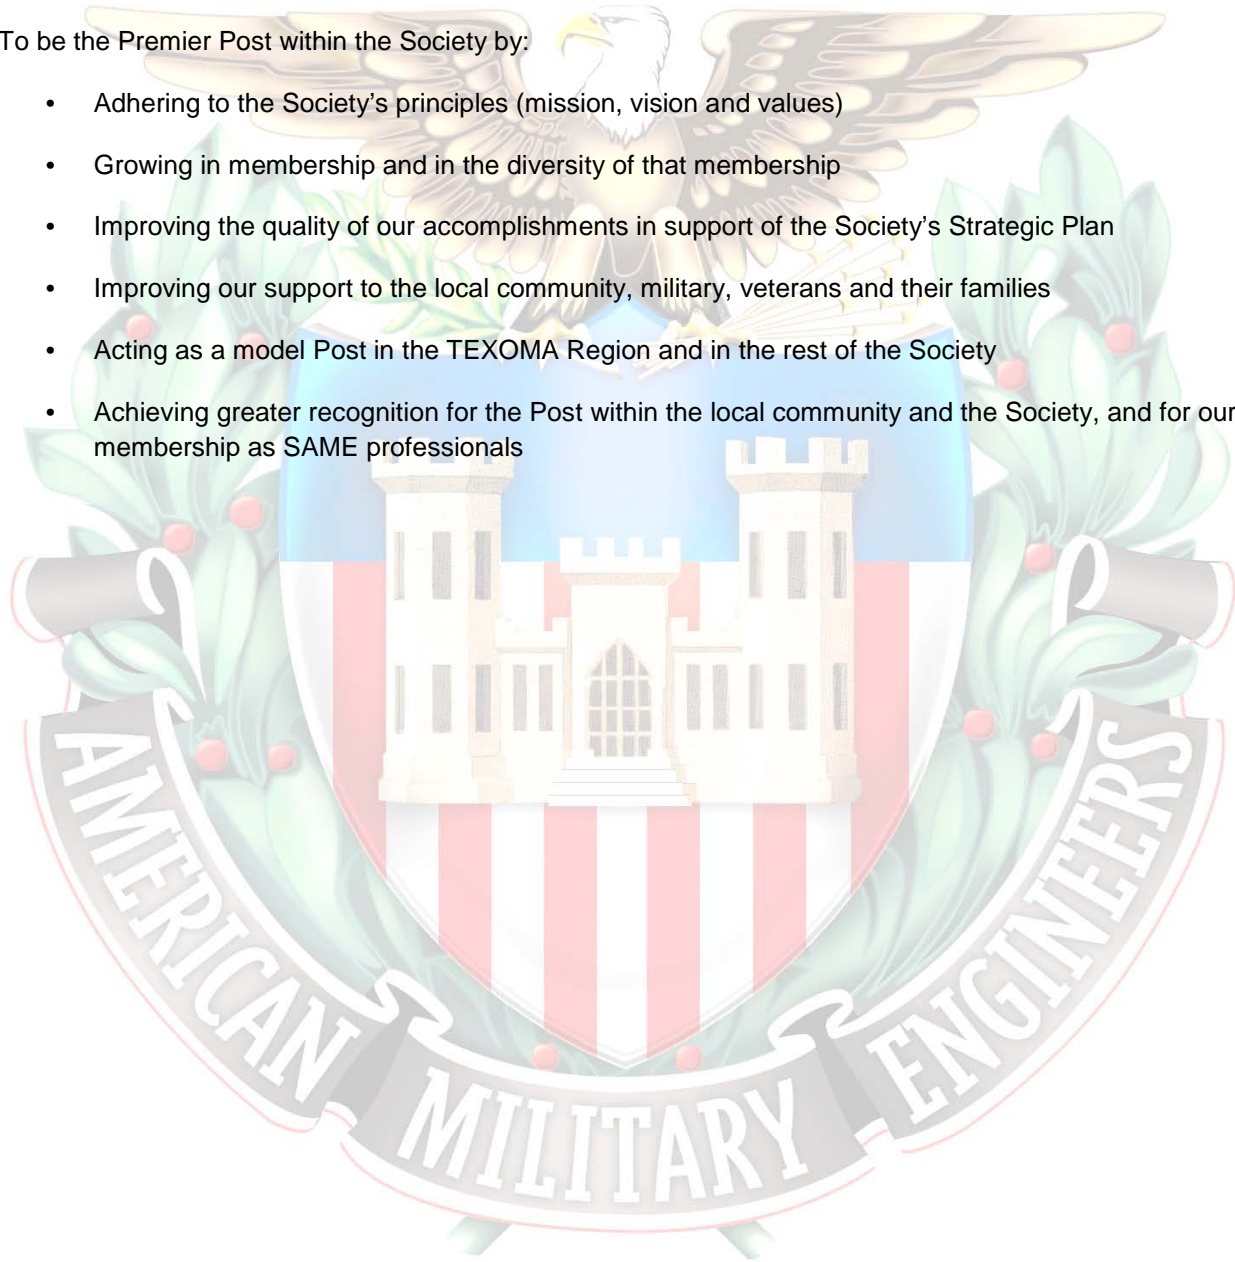 To be the Premier Post within the Society by:
• Adhering to the Society’s principles (mission, vision and values)
• Growing in membership and in the diversity of that membership
• Improving the quality of our accomplishments in support of the Society’s Strategic Plan
• Improving our support to the local community, military, veterans and their families
• Acting as a model Post in the TEXOMA Region and in the rest of the Society
• Achieving greater recognition for the Post within the local community and the Society, and for our
membership as SAME professionals
AMERICAN MILITARY ENGINEERS